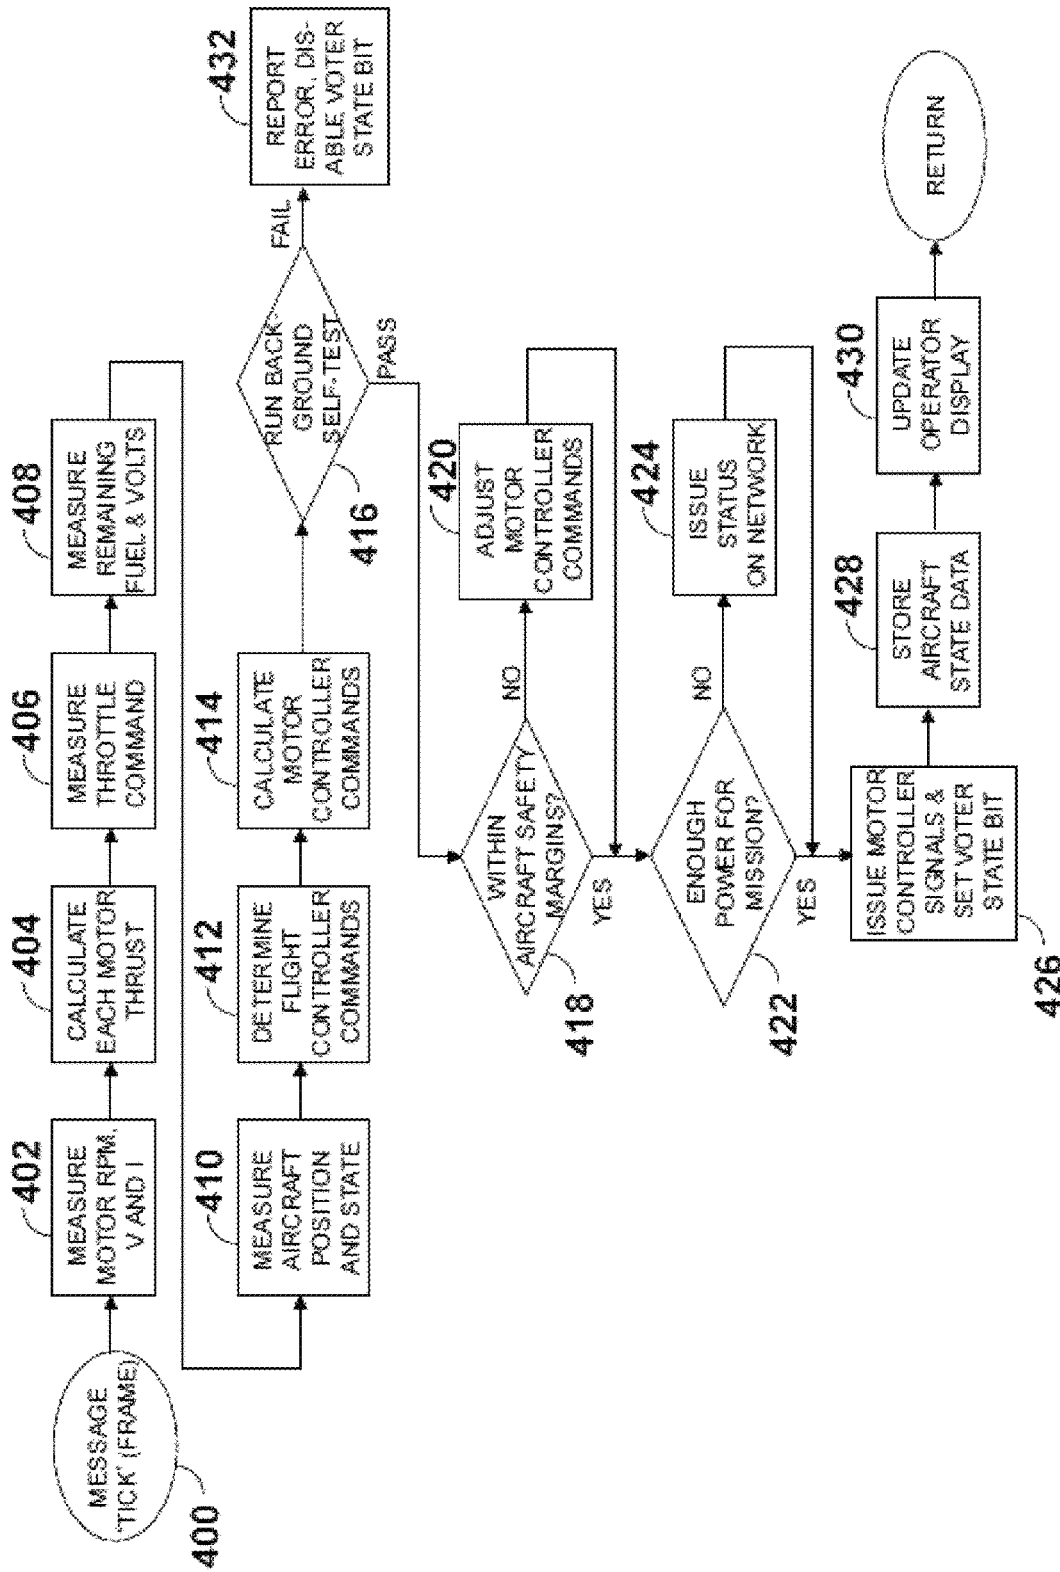 400
MESSAGE
"TICK" (FRAME)
402
MEASURE
MOTOR RPM,
V AND I
404
CALCULATE
EACH MOTOR
THRUST
406
MEASURE
THROTTLE
COMMAND
408
MEASURE
REMAINING
FUEL & VOLTS
410
MEASURE
AIRCRAFT
POSITION
AND STATE
412
DETERMINE
FLIGHT
CONTROLLER
COMMANDS
414
CALCULATE
MOTOR
CONTROLLER
COMMANDS
416
RUN BACK-
GROUND
SELF-TEST
FAIL
PASS
432
REPORT
ERROR, DIS-
ABLE VOTER
STATE BIT
418
WITHIN
AIRCRAFT SAFETY
MARGINS?
NO
YES
420
ADJUST
MOTOR
CONTROLLER
COMMANDS
422
ENOUGH
POWER FOR
MISSION?
NO
YES
424
ISSUE
STATUS
ON NETWORK
426
ISSUE MOTOR
CONTROLLER
SIGNALS &
SET VOTER
STATE BIT
428
STORE
AIRCRAFT
STATE DATA
430
UPDATE
OPERATOR
DISPLAY
RETURN